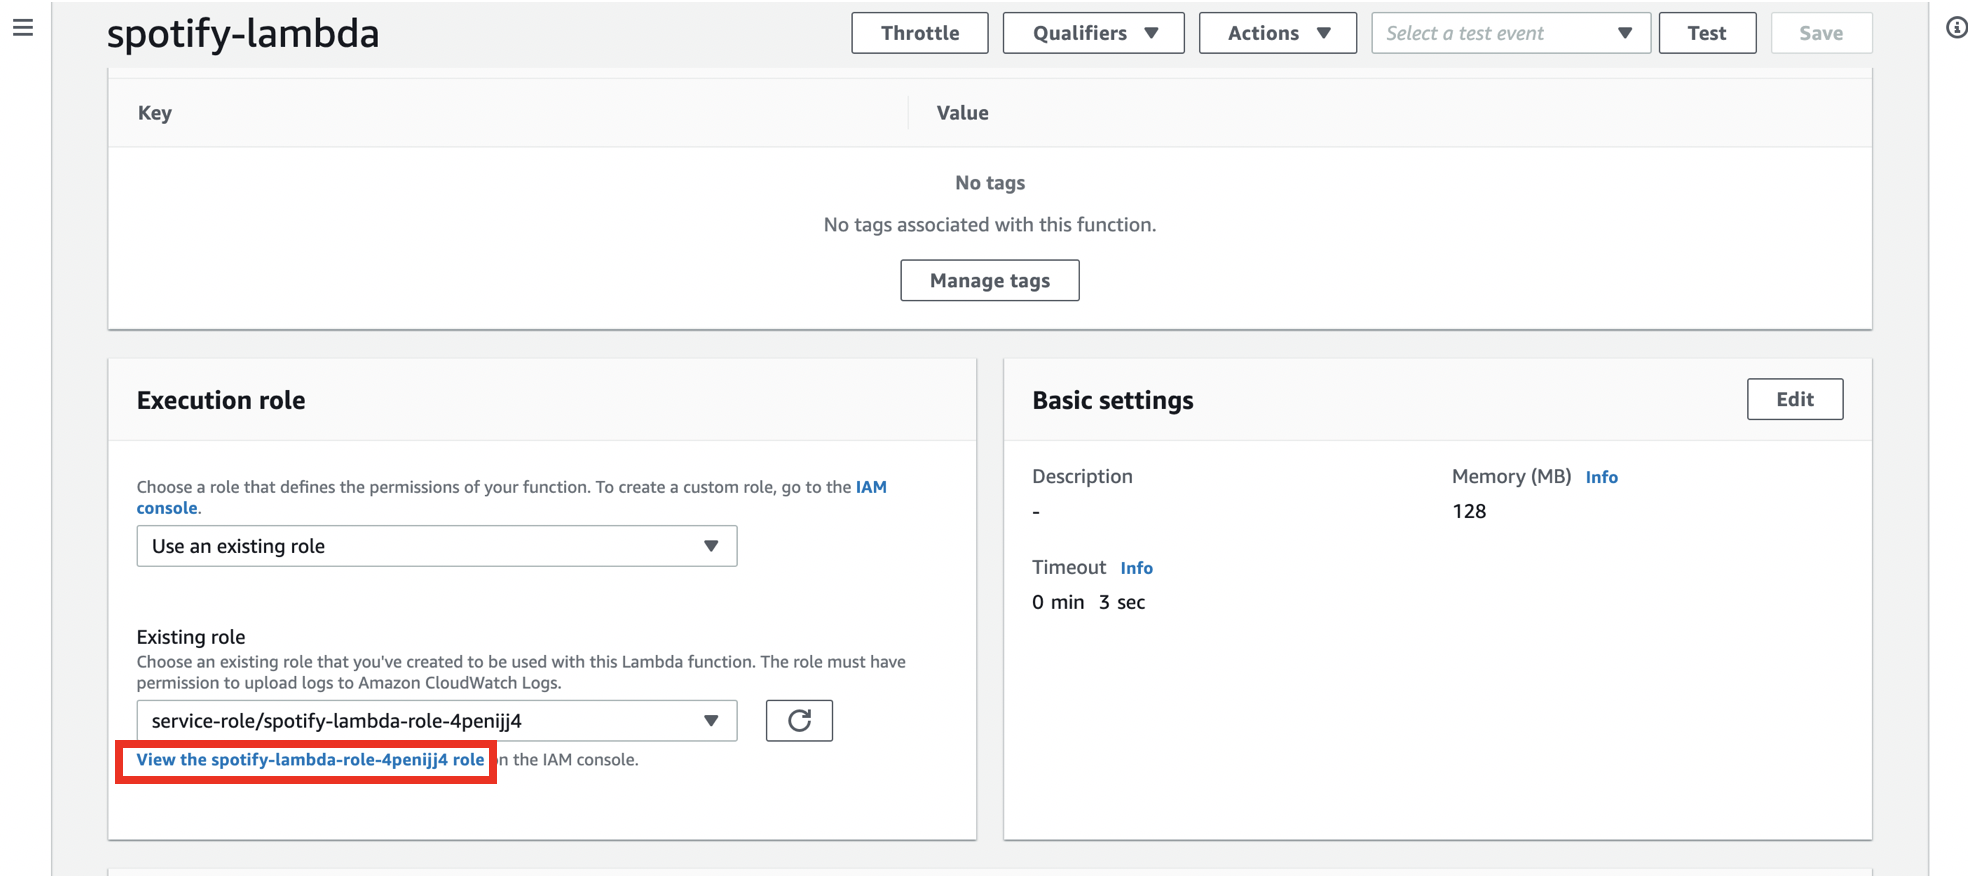 spotify-lambda
Throttle
Qualifiers
Actions
Select a test event
Test
Save
Key
Value
No tags
No tags associated with this function.
Manage tags
Execution role
Choose a role that defines the permissions of your function. To create a custom role, go to the IAM
console.
Use an existing role
Existing role
Choose an existing role that you've created to be used with this Lambda function. The role must have
permission to upload logs to Amazon CloudWatch Logs.
service-role/spotify-lambda-role-4penijj4
View the spotify-lambda-role-4penijj4 role on the IAM console.
Basic settings
Edit
Description
-
Memory (MB) Info
128
Timeout Info
0 min 3 sec